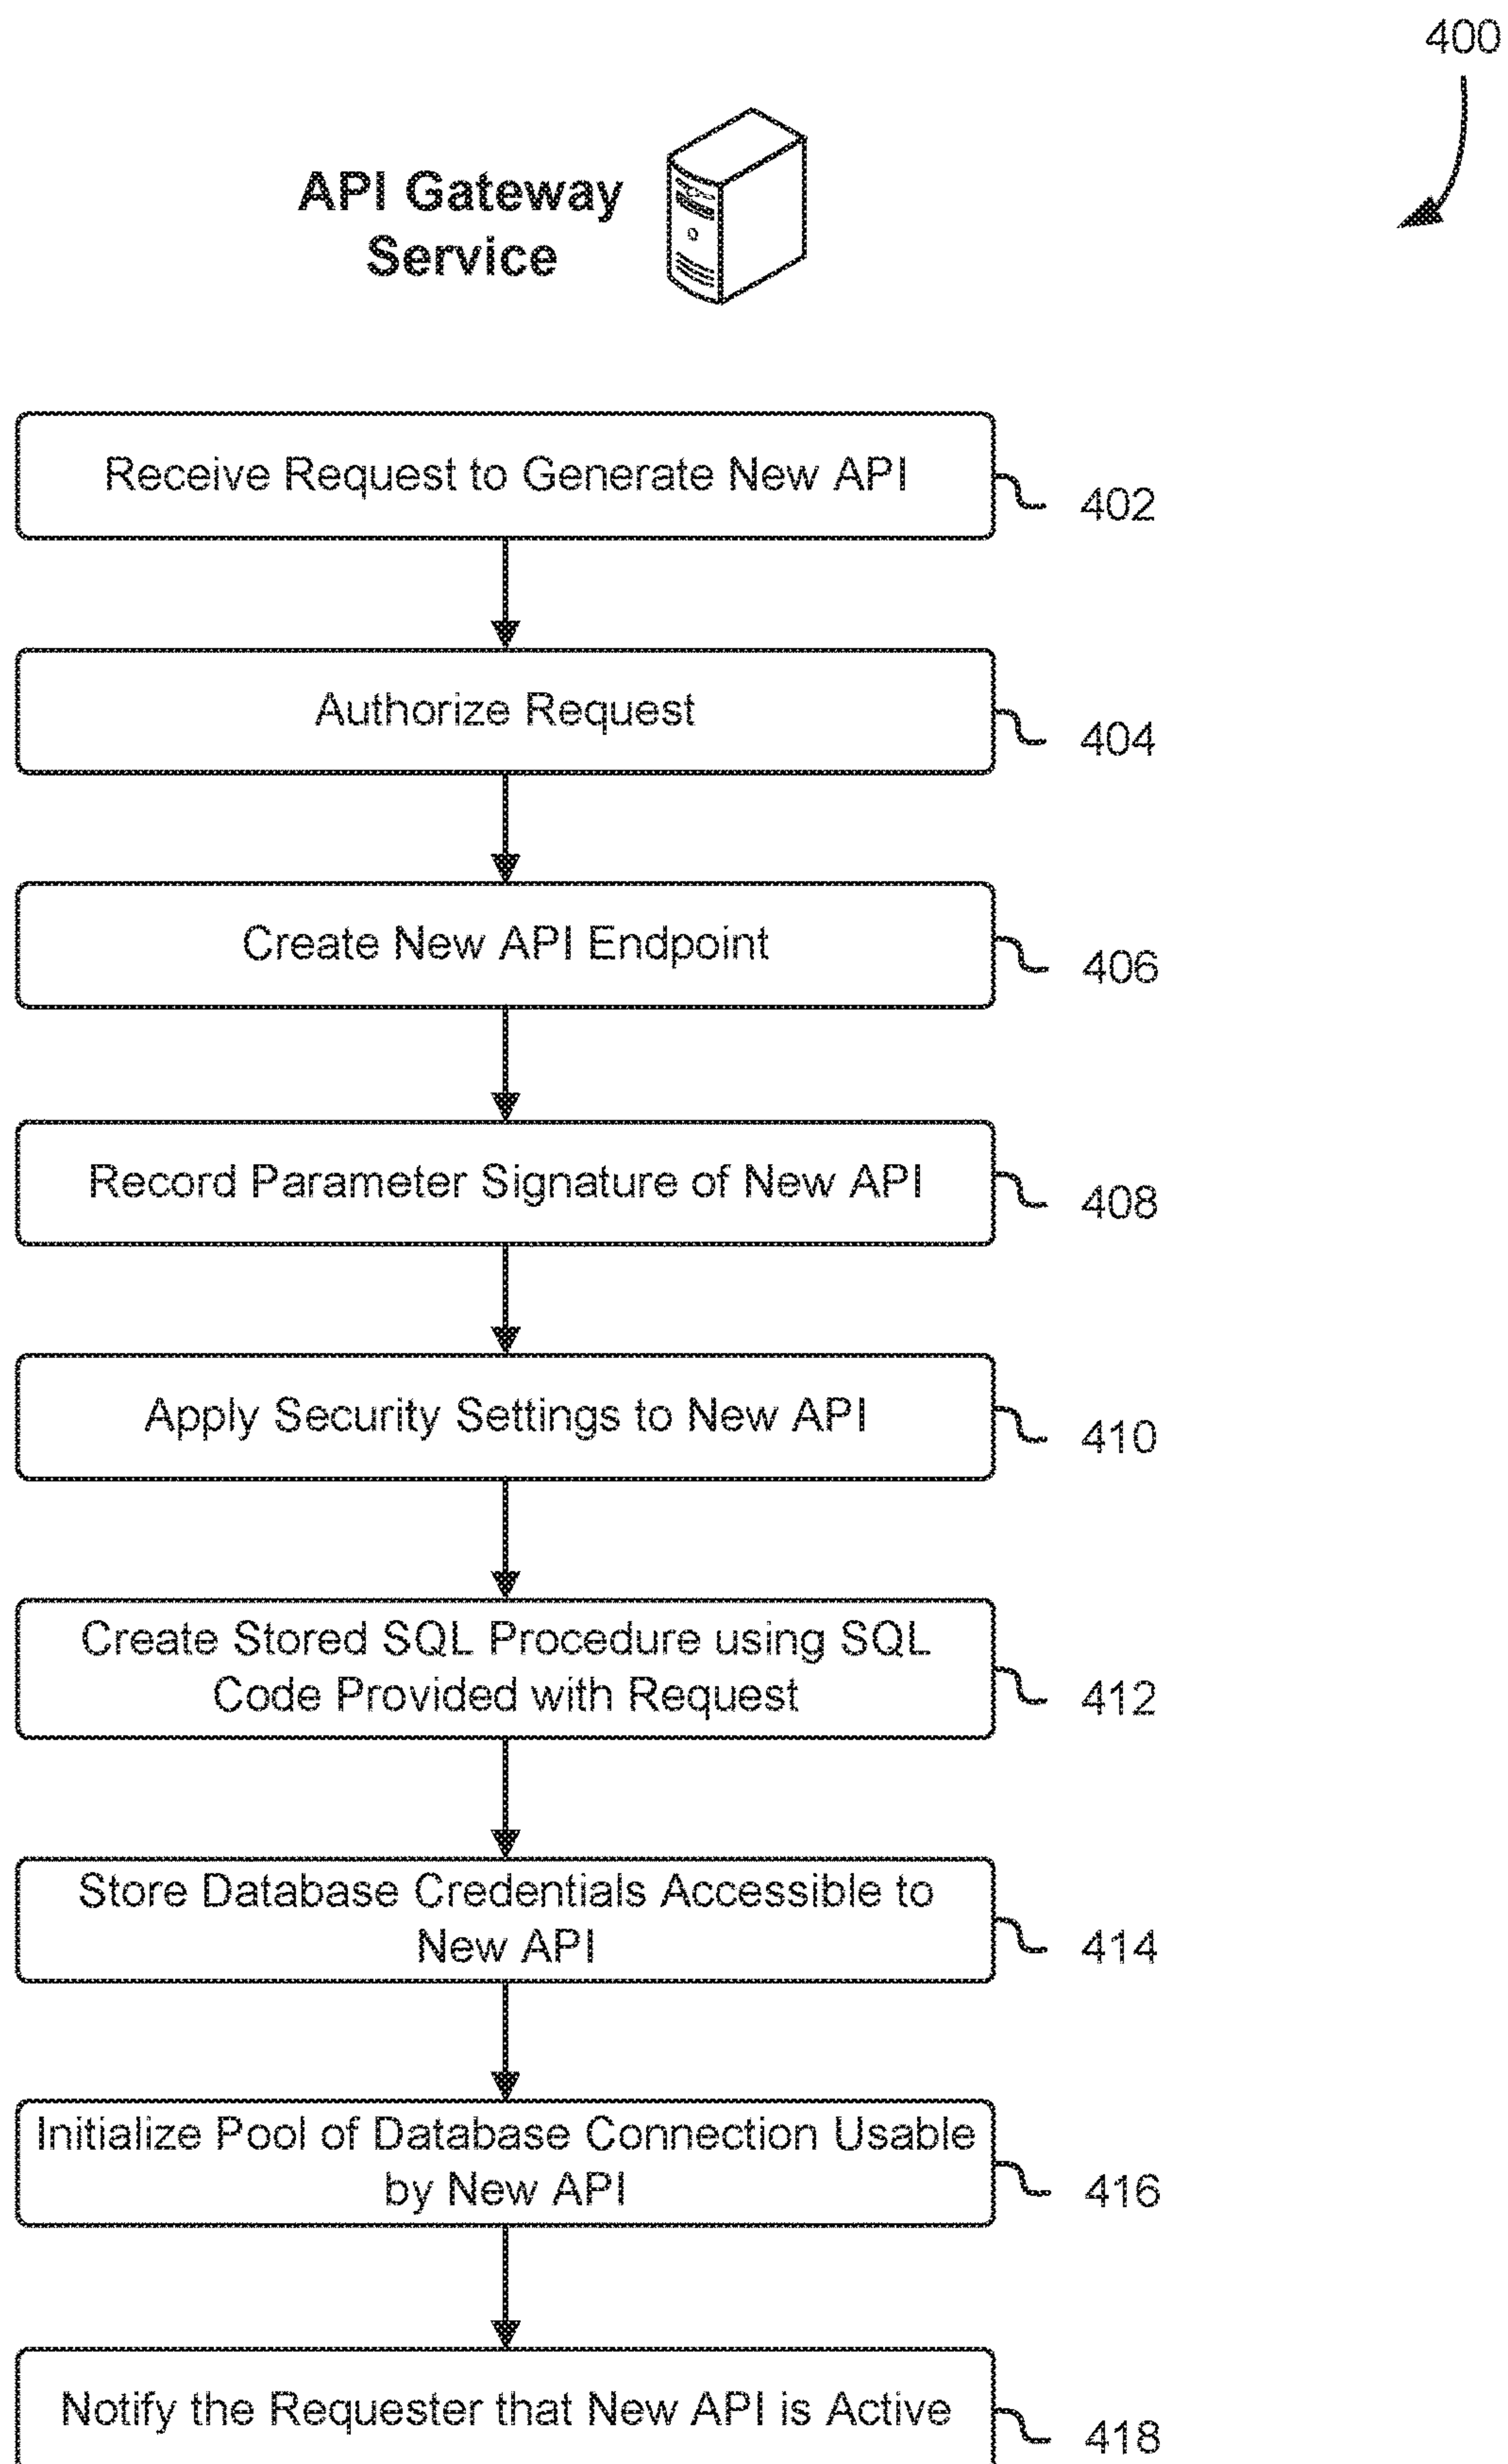 400
API Gateway
Service
Receive Request to Generate New API
402
Authorize Request
404
Create New API Endpoint
406
Record Parameter Signature of New API
408
Apply Security Settings to New API
410
Create Stored SQL Procedure using SQL
Code Provided with Request
412
Store Database Credentials Accessible to
New API
414
Initialize Pool of Database Connection Usable
by New API
416
Notify the Requester that New API is Active
418